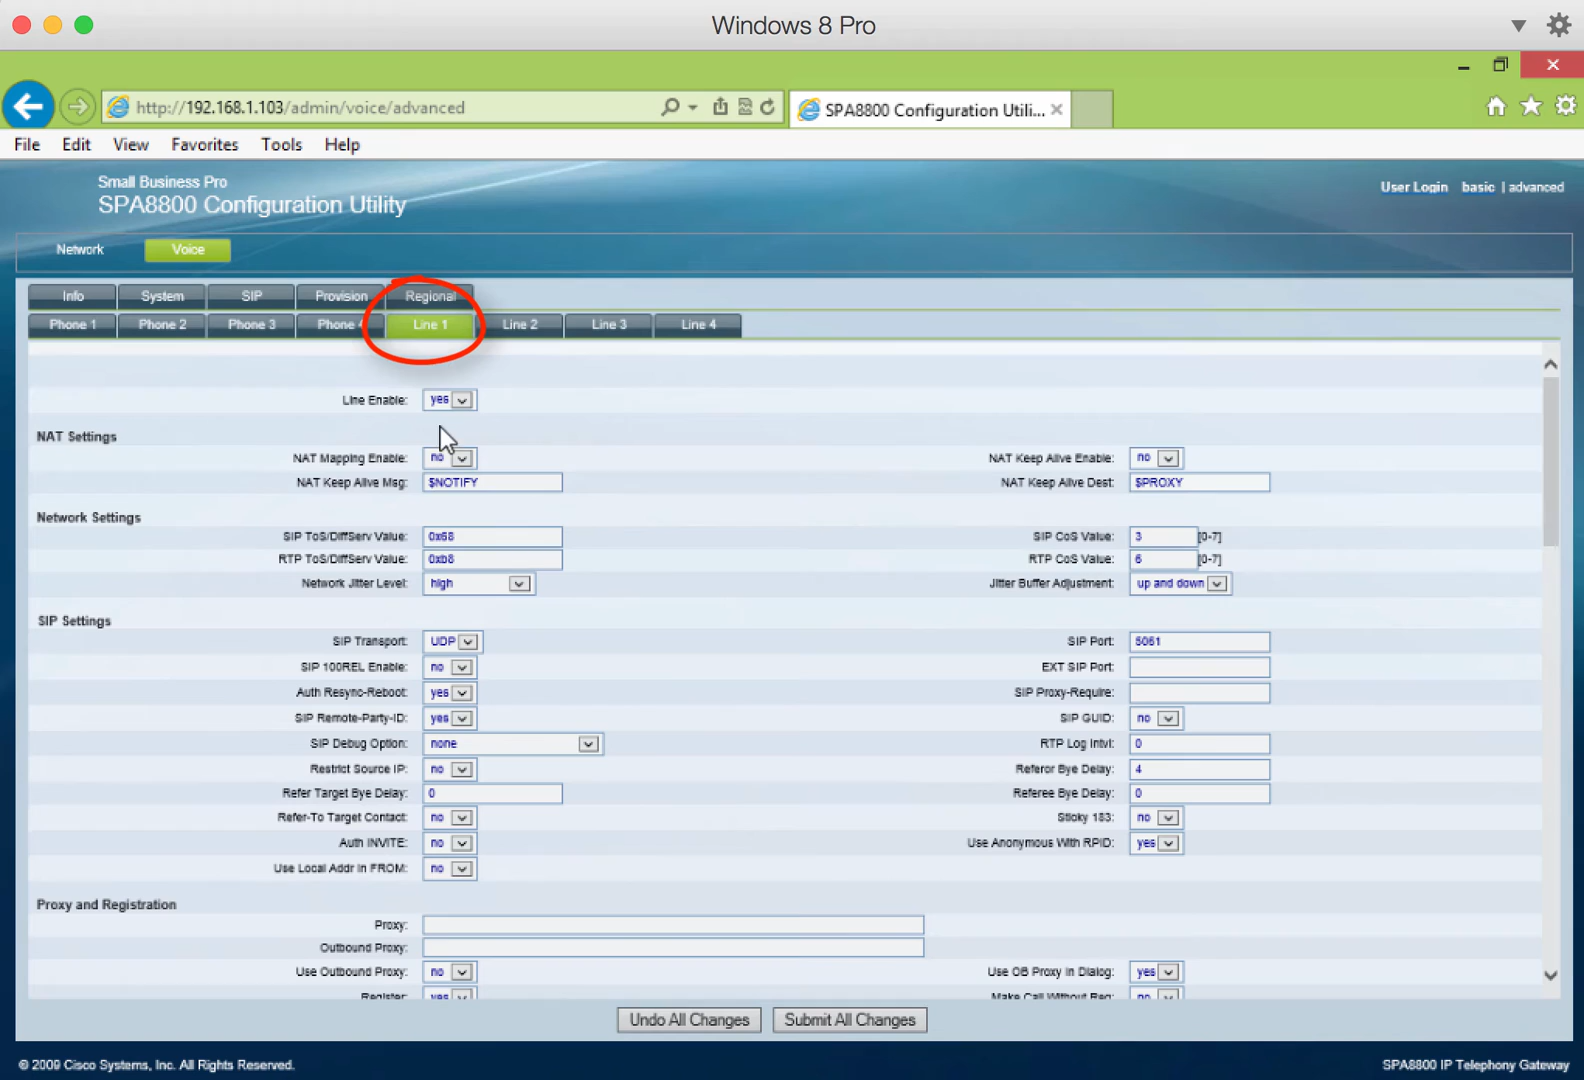 Windows 8 Pro
http://192.168.1.103/admin/voice/advanced
SPA8800 Configuration Utili...
File Edit View Favorites Tools Help
Small Business Pro
SPA8800 Configuration Utility
User Login basic | advanced
Network Voice
Info System SIP Provision Regional
Phone 1 Phone 2 Phone 3 Phone 4 Line 1 Line 2 Line 3 Line 4
Line Enable: yes
NAT Settings
NAT Mapping Enable: no NAT Keep Alive Enable: no
NAT Keep Alive Msg: $NOTIFY NAT Keep Alive Dest: $PROXY
Network Settings
SIP ToS/DiffServ Value: 0x68 SIP CoS Value: 3 [0-7]
RTP ToS/DiffServ Value: 0xb8 RTP CoS Value: 6 [0-7]
Network Jitter Level: high Jitter Buffer Adjustment: up and down
SIP Settings
SIP Transport: UDP SIP Port: 5061
SIP 100REL Enable: no EXT SIP Port:
Auth Resync-Reboot: yes SIP Proxy-Require:
SIP Remote-Party-ID: yes SIP GUID: no
SIP Debug Option: none RTP Log Intvl: 0
Restrict Source IP: no Referor Bye Delay: 4
Refer Target Bye Delay: 0 Referee Bye Delay: 0
Refer-To Target Contact: no Sticky 183: no
Auth INVITE: no Use Anonymous With RPID: yes
Use Local Addr In FROM: no
Proxy and Registration
Proxy:
Outbound Proxy:
Use Outbound Proxy: no Use OB Proxy In Dialog: yes
Register: yes Make Call Without Reg: no
Undo All Changes Submit All Changes
© 2009 Cisco Systems, Inc. All Rights Reserved. SPA8800 IP Telephony Gateway